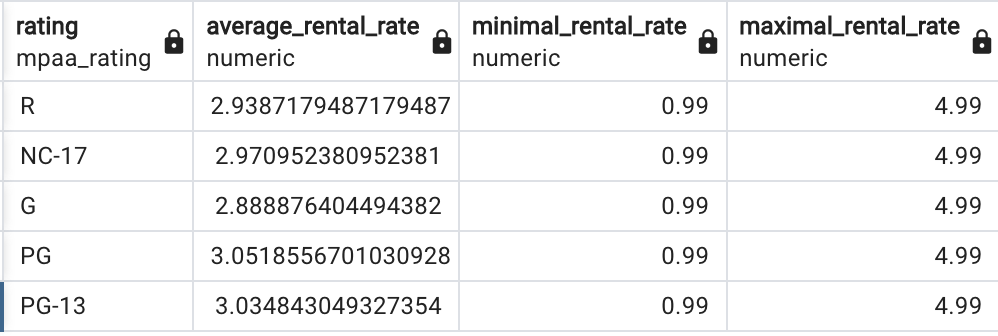 rating average_rental_rate minimal_rental_rate maximal_rental_rate
mpaa_rating numeric numeric numeric
R 2.9387179487179487 0.99 4.99
NC-17 2.970952380952381 0.99 4.99
G 2.888876404494382 0.99 4.99
PG 3.0518556701030928 0.99 4.99
PG-13 3.034843049327354 0.99 4.99